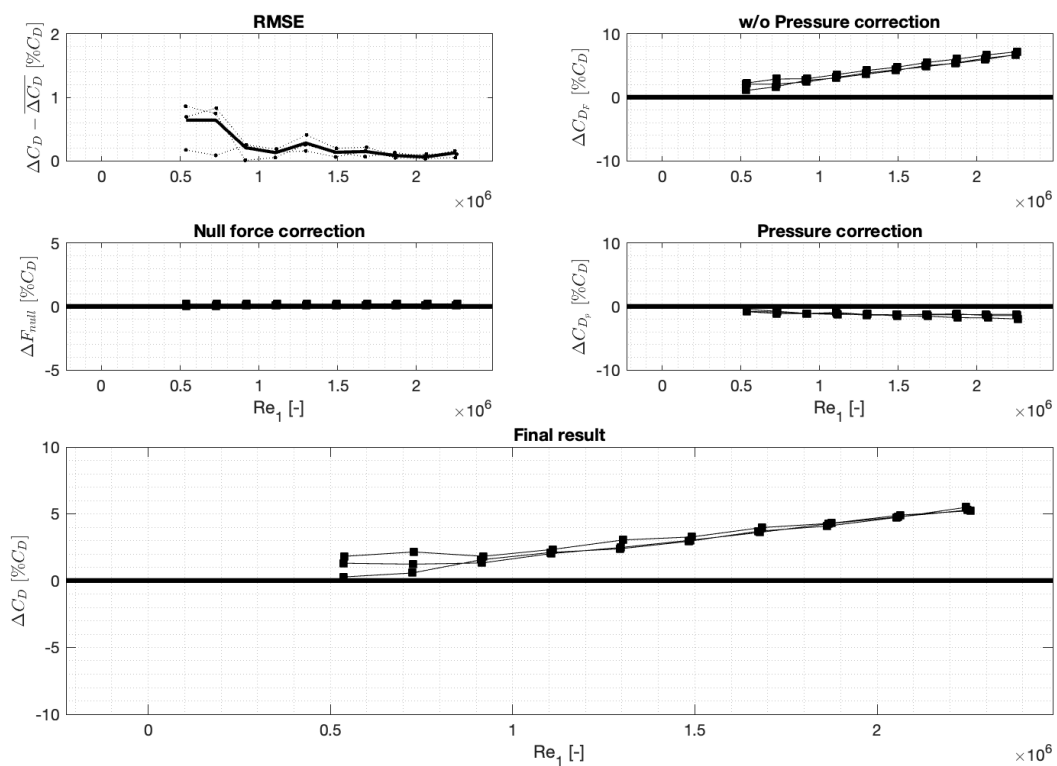 RMSE
ΔC_D − \overline{ΔC_D} [%C_D]
2
1
0
0 0.5 1 1.5 2
×10^6
w/o Pressure correction
ΔC_{D_F} [%C_D]
10
0
-10
0 0.5 1 1.5 2
×10^6
Null force correction
ΔF_{null} [%C_D]
5
0
-5
0 0.5 1 1.5 2
Re_1 [-]
×10^6
Pressure correction
ΔC_{D_p} [%C_D]
10
0
-10
0 0.5 1 1.5 2
Re_1 [-]
×10^6
Final result
ΔC_D [%C_D]
10
5
0
-5
-10
0 0.5 1 1.5 2
Re_1 [-]
×10^6